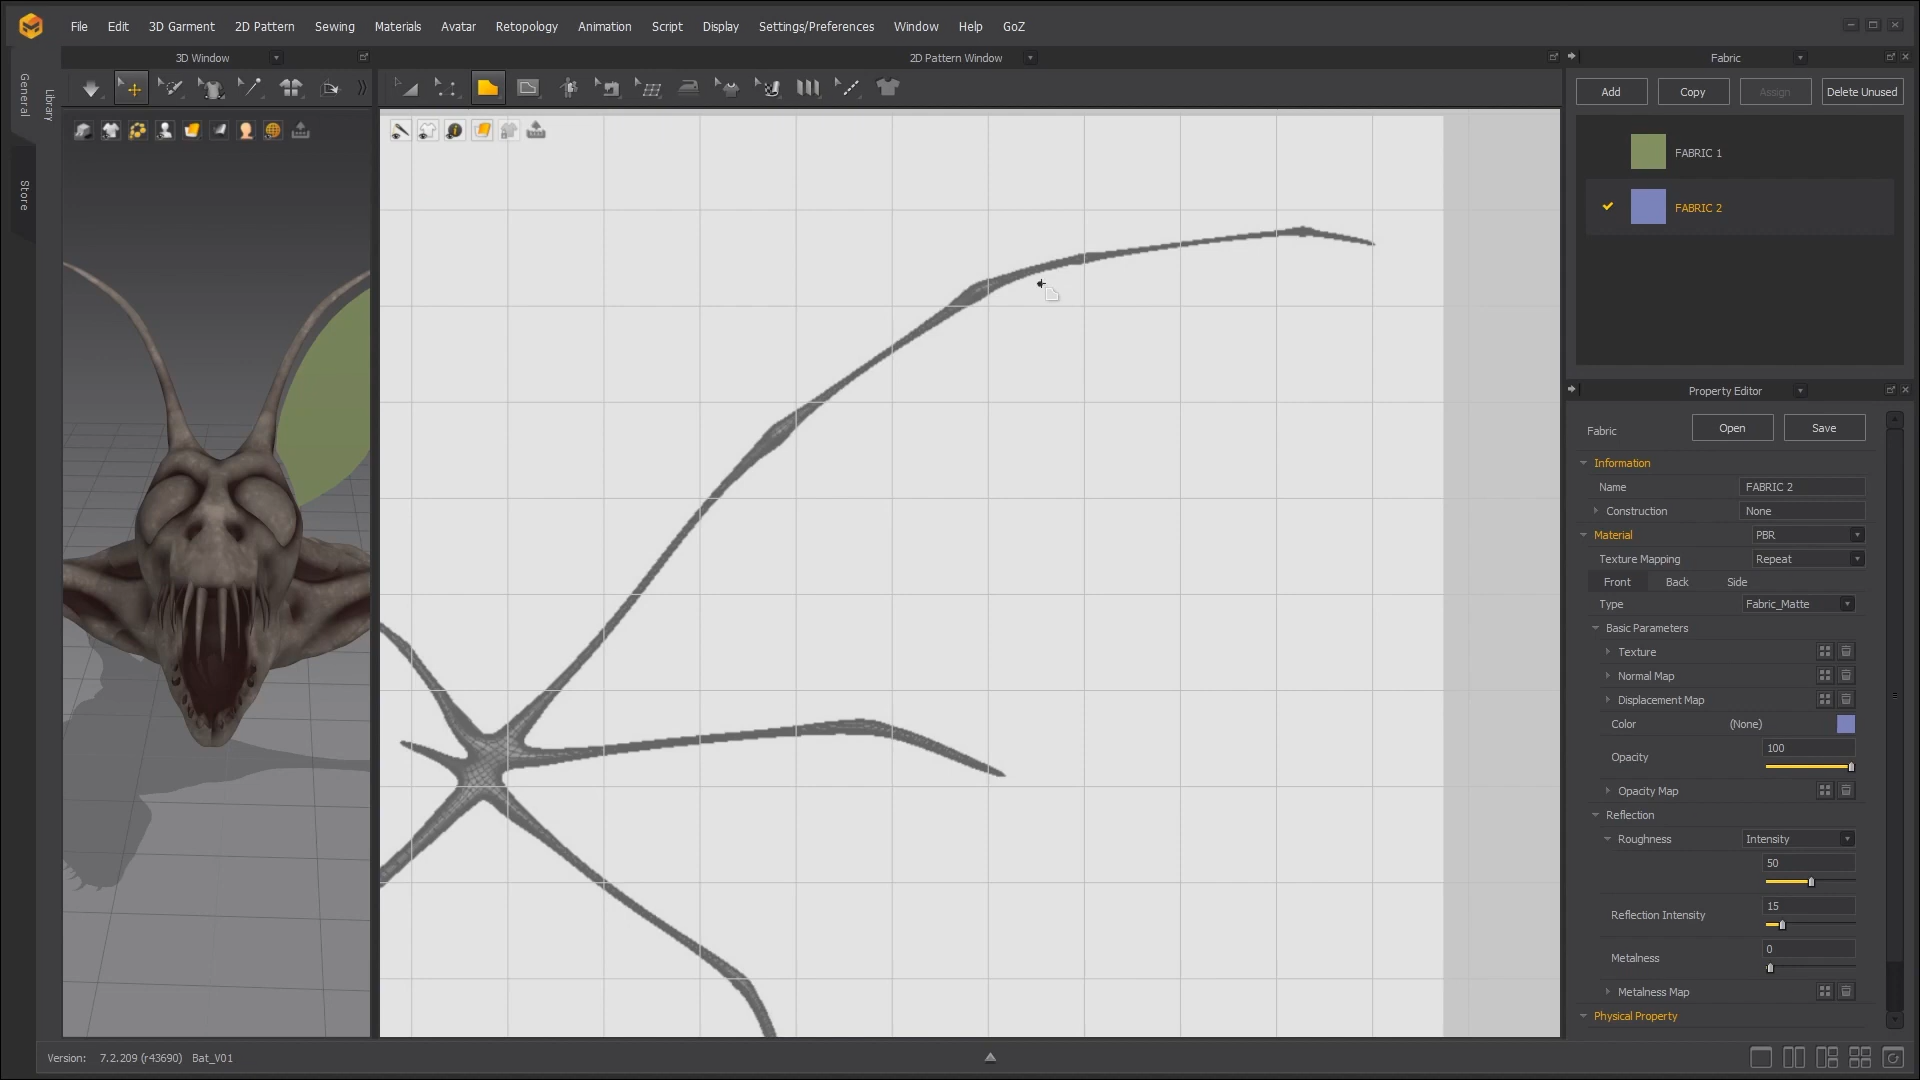 File Edit 3D Garment 2D Pattern Sewing Materials Avatar Retopology Animation Script Display Settings/Preferences Window Help GoZ
3D Window
2D Pattern Window
Fabric
General
Library
Store
Add Copy Assign Delete Unused
FABRIC 1
FABRIC 2
Property Editor
Fabric Open Save
Information
Name FABRIC 2
Construction None
Material PBR
Texture Mapping Repeat
Front Back Side
Type Fabric_Matte
Basic Parameters
Texture
Normal Map
Displacement Map
Color (None)
Opacity 100
Opacity Map
Reflection
Roughness Intensity
50
Reflection Intensity 15
Metalness 0
Metalness Map
Physical Property
Version: 7.2.209 (r43690) Bat_V01